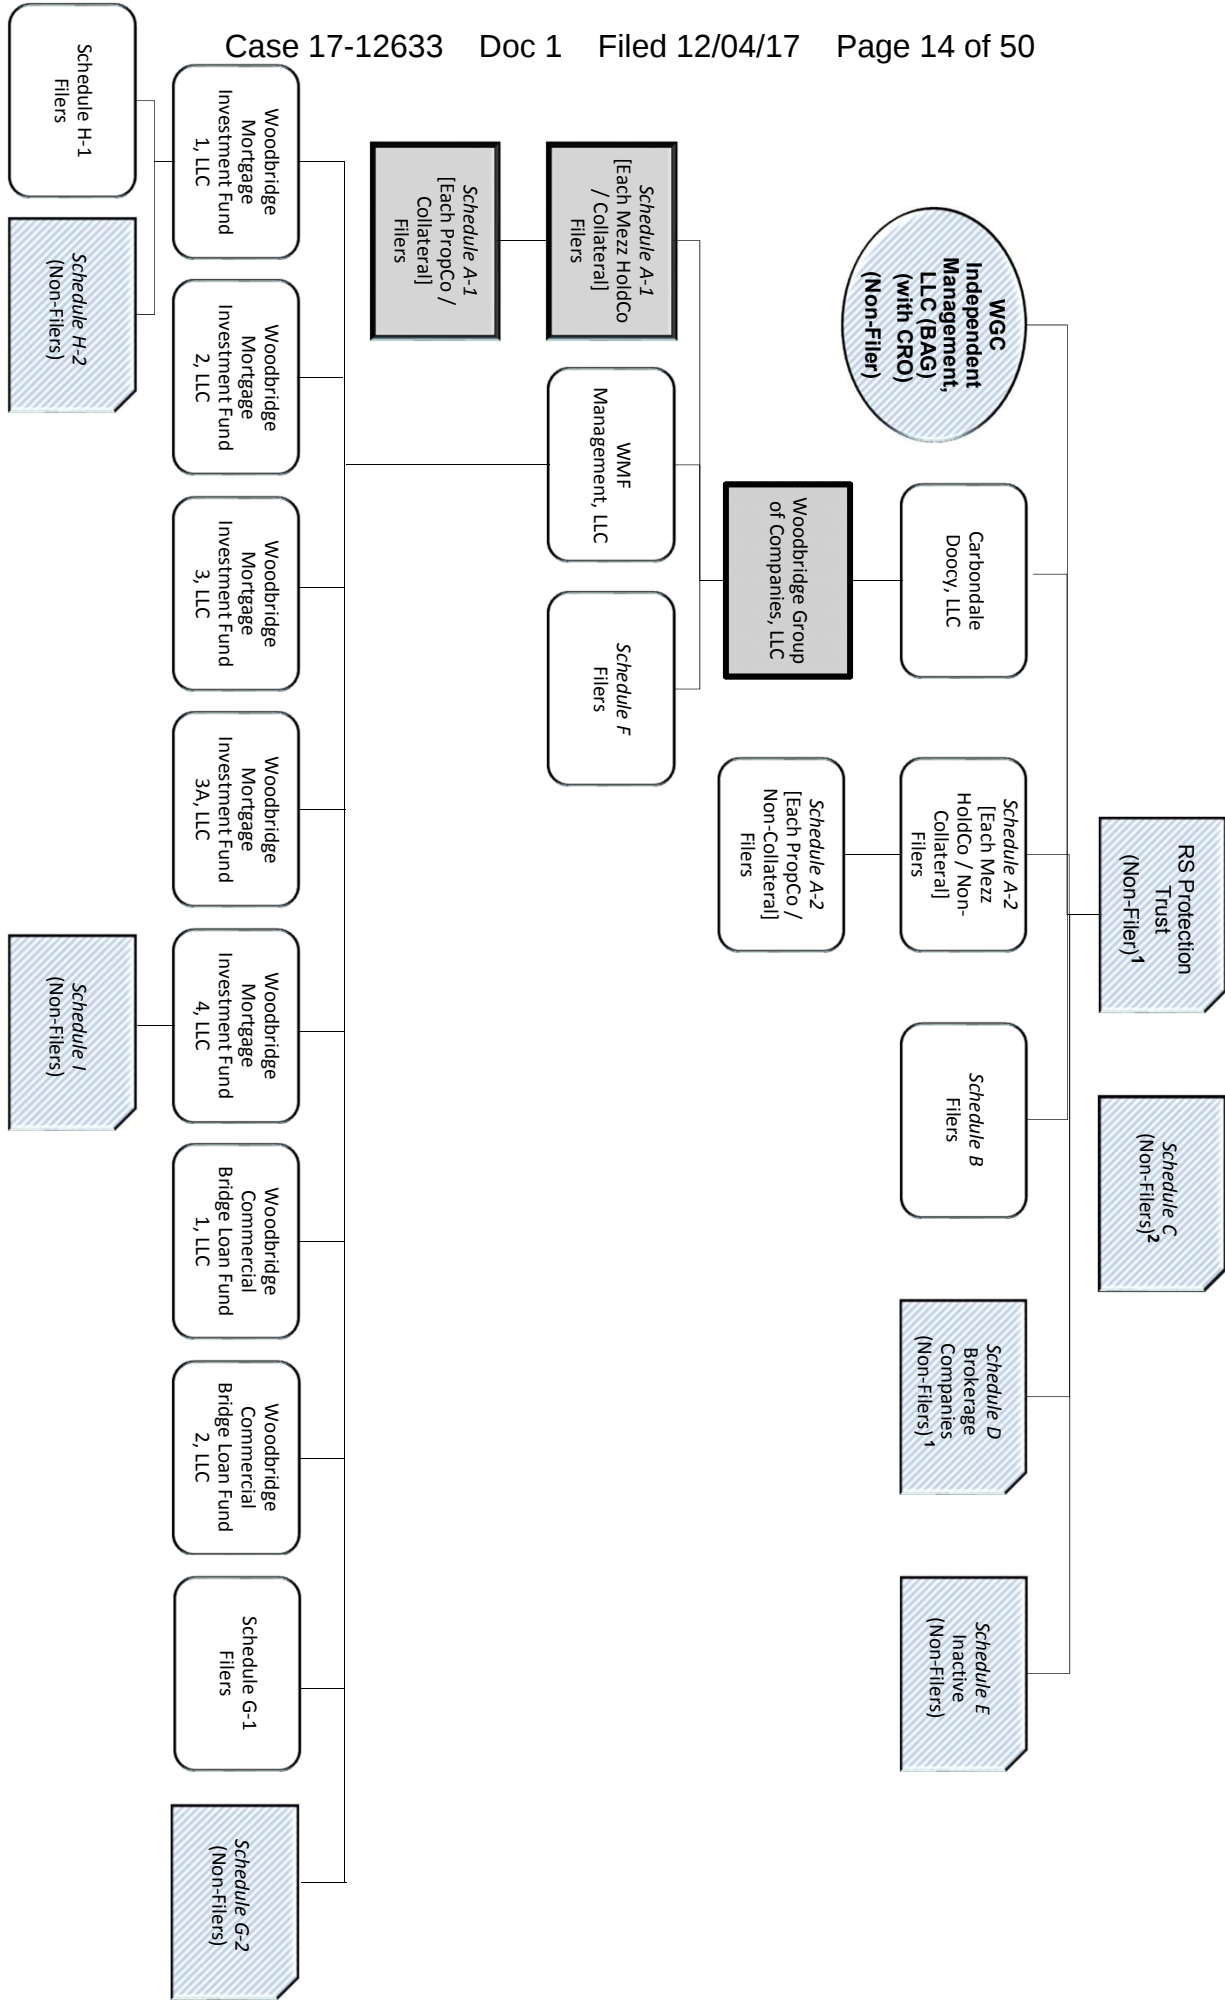 Case 17-12633 Doc 1 Filed 12/04/17 Page 14 of 50
RS Protection
Trust
(Non-Filer)1
Schedule C
(Non-Filers)2
WGC
Independent
Management,
LLC (BAG)
(with CRO)
(Non-Filer)
Carbondale
Doocy, LLC
Schedule A-2
[Each Mezz
HoldCo / Non-
Collateral]
Filers
Schedule B
Filers
Schedule D
Brokerage
Companies
(Non-Filers) 1
Schedule E
Inactive
(Non-Filers)
Woodbridge Group
of Companies, LLC
Schedule A-2
[Each PropCo /
Non-Collateral]
Filers
Schedule A-1
[Each Mezz HoldCo
/ Collateral]
Filers
WMF
Management, LLC
Schedule F
Filers
Schedule A-1
[Each PropCo /
Collateral]
Filers
Woodbridge
Mortgage
Investment Fund
1, LLC
Woodbridge
Mortgage
Investment Fund
2, LLC
Woodbridge
Mortgage
Investment Fund
3, LLC
Woodbridge
Mortgage
Investment Fund
3A, LLC
Woodbridge
Mortgage
Investment Fund
4, LLC
Woodbridge
Commercial
Bridge Loan Fund
1, LLC
Woodbridge
Commercial
Bridge Loan Fund
2, LLC
Schedule G-1
Filers
Schedule G-2
(Non-Filers)
Schedule H-1
Filers
Schedule H-2
(Non-Filers)
Schedule I
(Non-Filers)